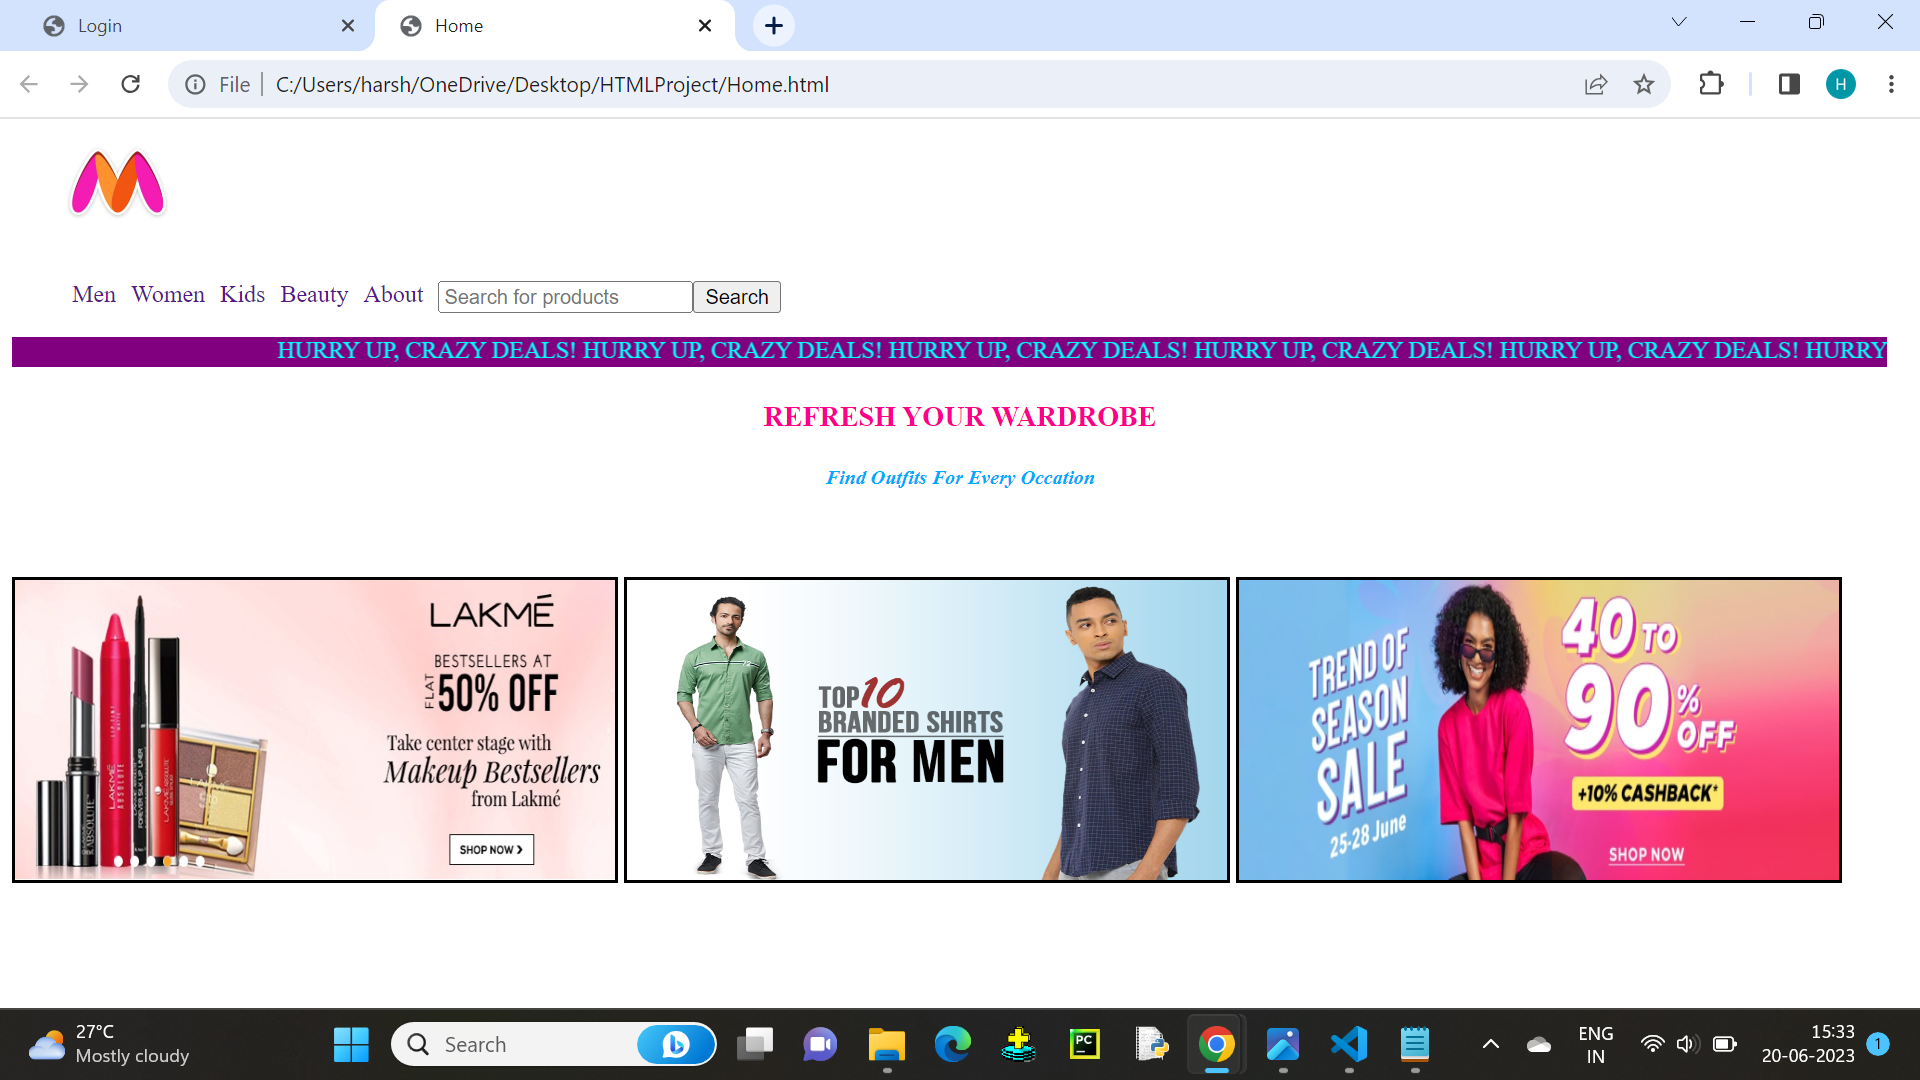 Login
Home
File
C:/Users/harsh/OneDrive/Desktop/HTMLProject/Home.html
H
Men Women Kids Beauty About Search for products Search
HURRY UP, CRAZY DEALS! HURRY UP, CRAZY DEALS! HURRY UP, CRAZY DEALS! HURRY UP, CRAZY DEALS! HURRY UP, CRAZY DEALS! HURRY
REFRESH YOUR WARDROBE
Find Outfits For Every Occation
LAKMÉ
BESTSELLERS AT
FLAT 50% OFF
Take center stage with
Makeup Bestsellers
from Lakmé
SHOP NOW
LAKMÉ
ABSOLUTE
ABSOLUTE
TOP 10
BRANDED SHIRTS
FOR MEN
TREND OF
SEASON
SALE
25-28 June
40 TO
90% OFF
+10% CASHBACK*
SHOP NOW
27°C
Mostly cloudy
Search
PC
ENG
IN
15:33
20-06-2023
1